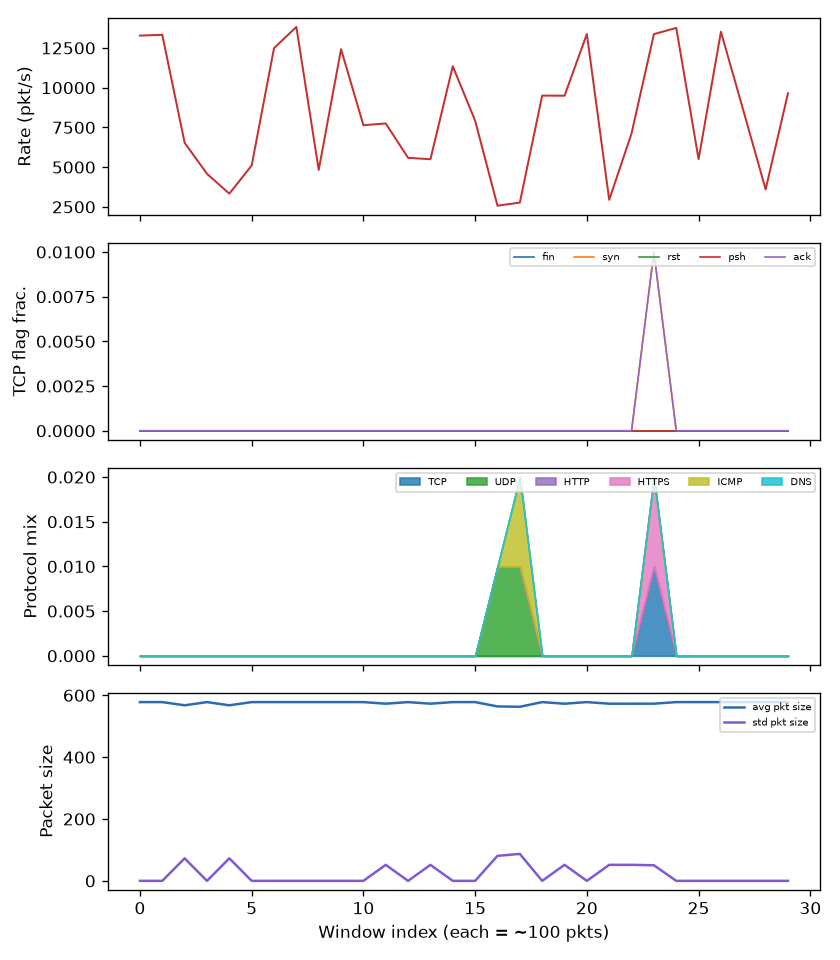 12500
10000
7500
5000
2500
Rate (pkt/s)
0.0100
0.0075
0.0050
0.0025
0.0000
TCP flag frac.
fin syn rst psh ack
0.020
0.015
0.010
0.005
0.000
Protocol mix
TCP UDP HTTP HTTPS ICMP DNS
600
400
200
0
Packet size
avg pkt size
std pkt size
0 5 10 15 20 25 30
Window index (each = ~100 pkts)